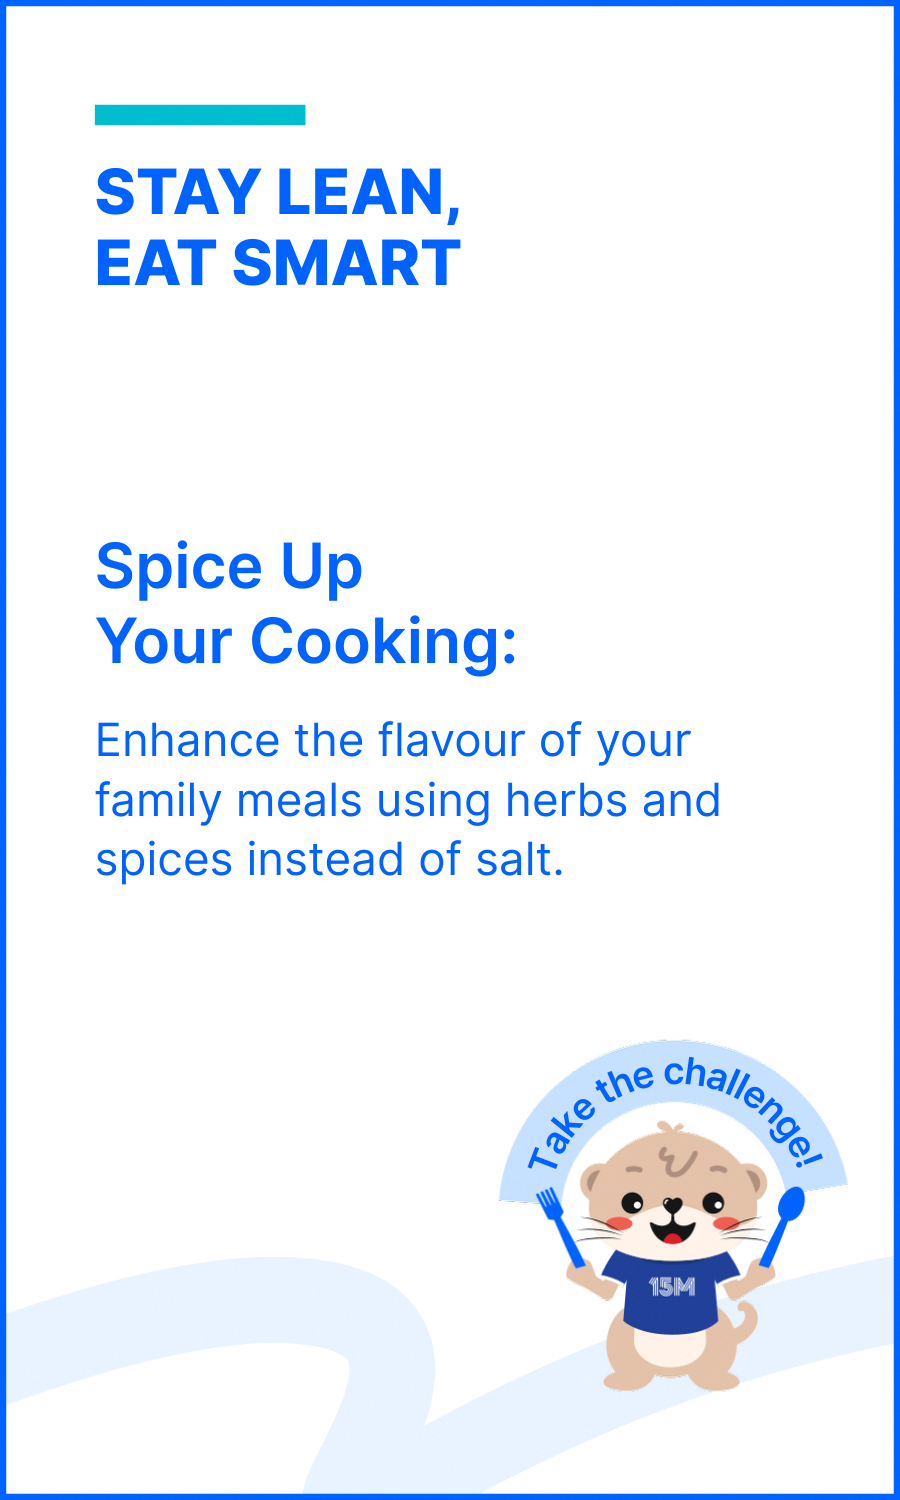 STAY LEAN,
EAT SMART
Spice Up
Your Cooking:
Enhance the flavour of your
family meals using herbs and
spices instead of salt.
Take the challenge!
15M